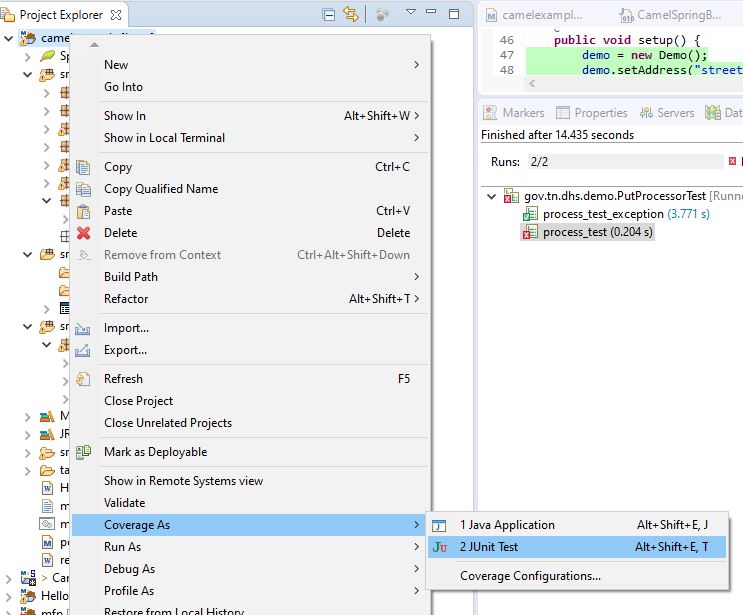 Project Explorer
camelexampl...
CamelSpringB...
46 public void setup() {
47 demo = new Demo();
48 demo.setAddress("street
Markers Properties Servers Dat
Finished after 14.435 seconds
Runs: 2/2
gov.tn.dhs.demo.PutProcessorTest [Runne
process_test_exception (3.771 s)
process_test (0.204 s)
Sp
sr
sr
sr
M
JR
sr
ta
H
m
m
p
re
> Car
Hello
mfp
New
Go Into
Show In Alt+Shift+W >
Show in Local Terminal >
Copy Ctrl+C
Copy Qualified Name
Paste Ctrl+V
Delete Delete
Remove from Context Ctrl+Alt+Shift+Down
Build Path >
Refactor Alt+Shift+T >
Import...
Export...
Refresh F5
Close Project
Close Unrelated Projects
Mark as Deployable
Show in Remote Systems view
Validate
Coverage As >
Run As >
Debug As >
Profile As >
Restore from Local History
1 Java Application Alt+Shift+E, J
2 JUnit Test Alt+Shift+E, T
Coverage Configurations...